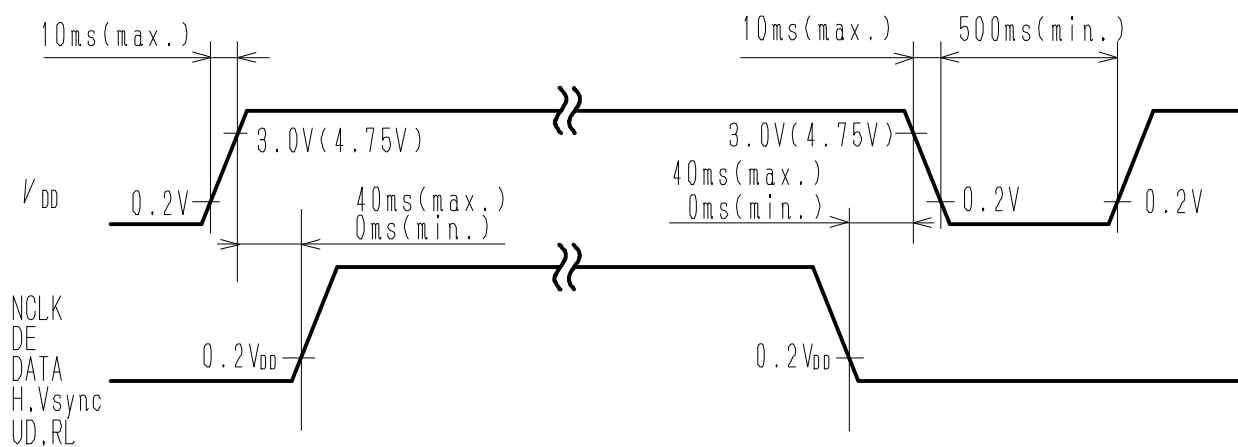 10ms(max.)
10ms(max.)
500ms(min.)
3.0V(4.75V)
3.0V(4.75V)
VDD
0.2V
0.2V
0.2V
40ms(max.)
0ms(min.)
40ms(max.)
0ms(min.)
NCLK
DE
DATA
H,Vsync
UD,RL
0.2VDD
0.2VDD